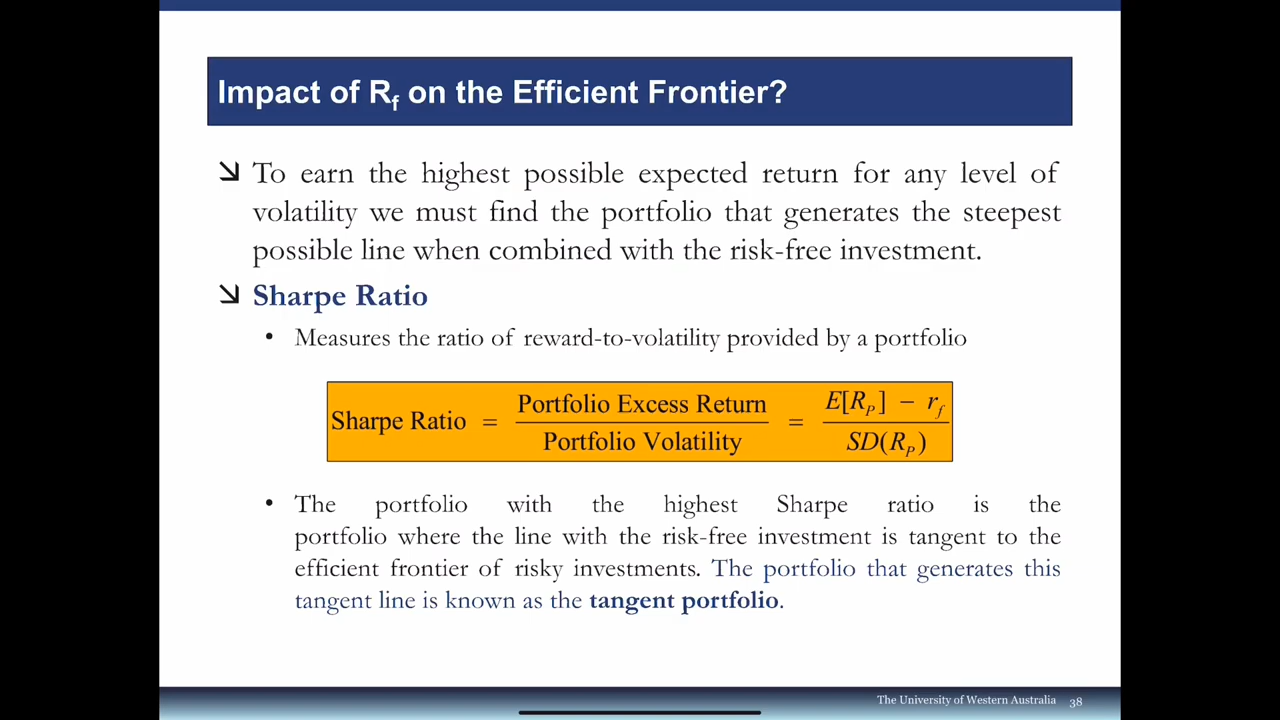 Impact of Rf on the Efficient Frontier?
To earn the highest possible expected return for any level of
volatility we must find the portfolio that generates the steepest
possible line when combined with the risk-free investment.
Sharpe Ratio
• Measures the ratio of reward-to-volatility provided by a portfolio
Sharpe Ratio = Portfolio Excess Return / Portfolio Volatility = E[RP] − rf / SD(RP)
• The portfolio with the highest Sharpe ratio is the
portfolio where the line with the risk-free investment is tangent to the
efficient frontier of risky investments. The portfolio that generates this
tangent line is known as the tangent portfolio.
The University of Western Australia 38